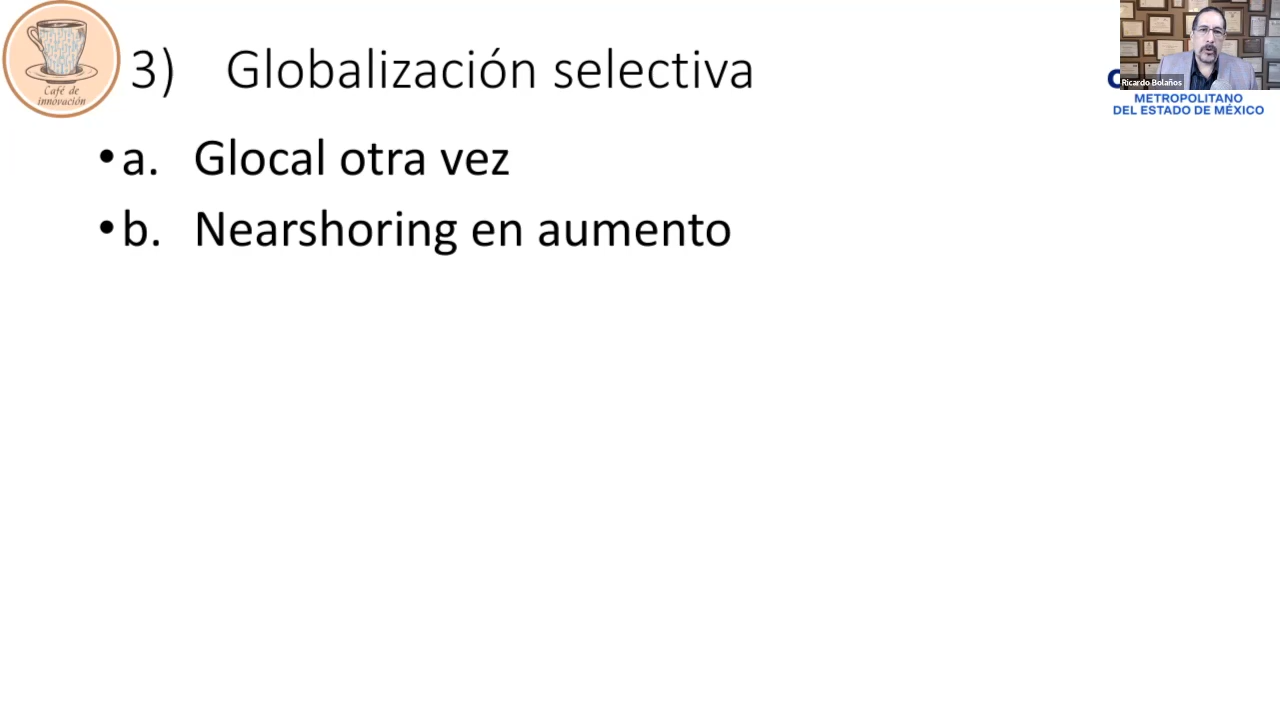 Café de
innovación
3) Globalización selectiva
•a. Glocal otra vez
•b. Nearshoring en aumento
Ricardo Bolaños
METROPOLITANO
DEL ESTADO DE MÉXICO